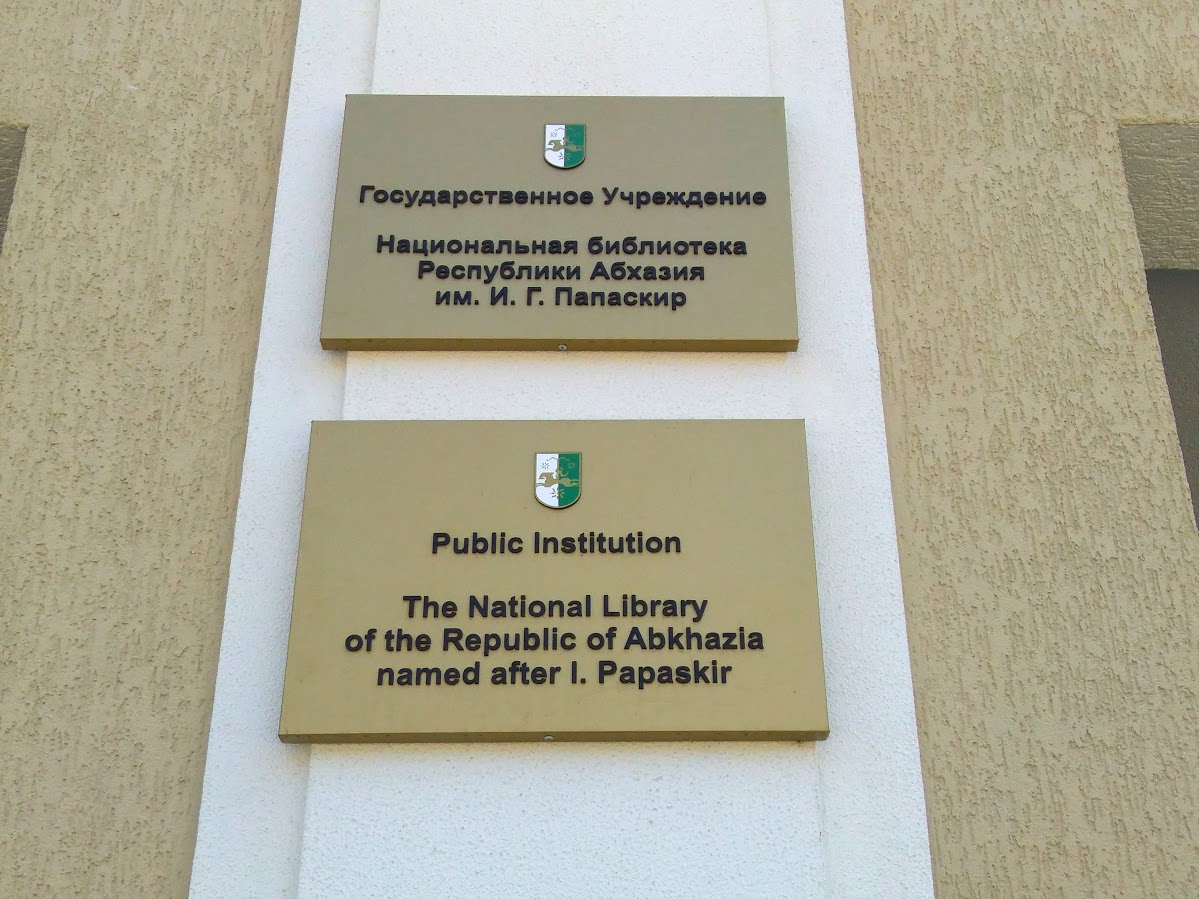 Государственное Учреждение
Национальная библиотека
Республики Абхазия
им. И. Г. Папаскир
Public Institution
The National Library
of the Republic of Abkhazia
named after I. Papaskir